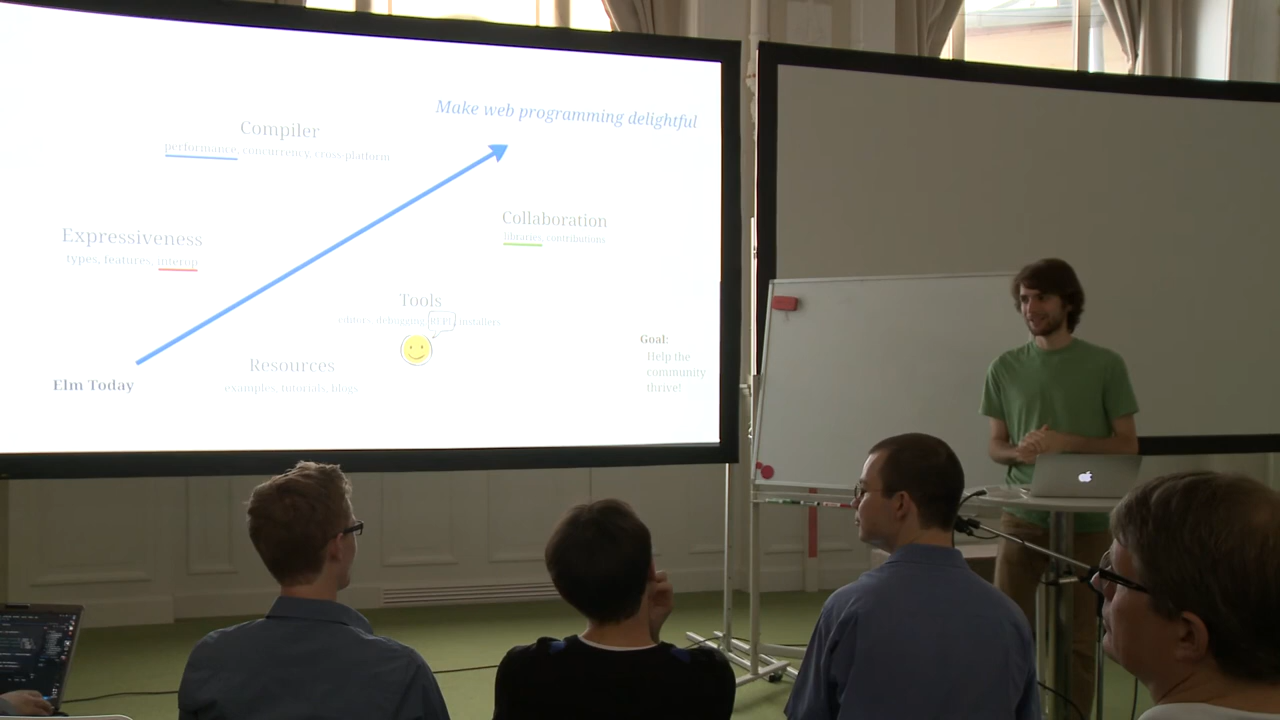 Make web programming delightful
Compiler
performance, concurrency, cross platform
Collaboration
libraries, contributions
Expressiveness
types, features, interop
Tools
editors, debugging, REPL, installers
Goal:
Help the
community
thrive!
Resources
examples, tutorials, blogs
Elm Today